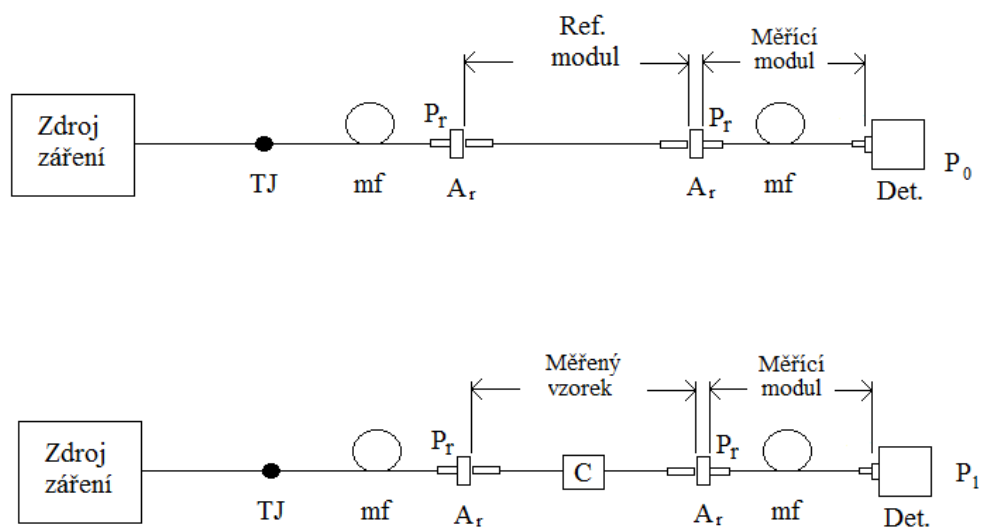 Ref.
modul
Měřící
modul
Zdroj
záření
P_r
P_r
TJ
mf
A_r
A_r
mf
Det.
P_0
Měřený
vzorek
Měřící
modul
Zdroj
záření
P_r
P_r
C
TJ
mf
A_r
A_r
mf
Det.
P_1